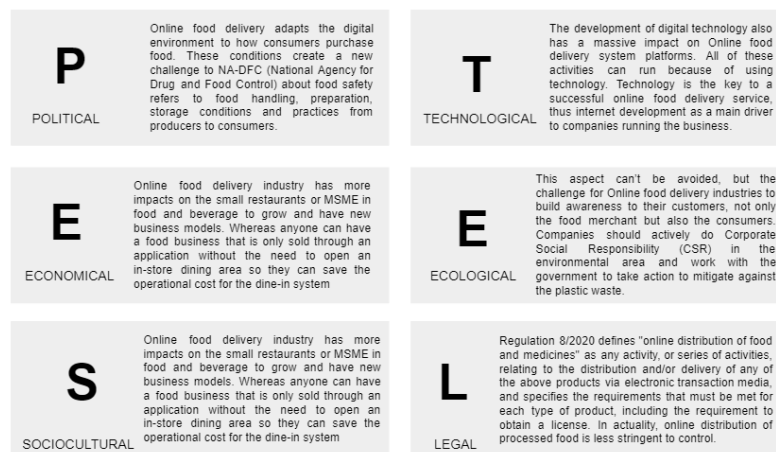 P
POLITICAL
Online food delivery adapts the digital
environment to how consumers purchase
food. These conditions create a new
challenge to NA-DFC (National Agency for
Drug and Food Control) about food safety
refers to food handling, preparation,
storage conditions and practices from
producers to consumers.
T
TECHNOLOGICAL
The development of digital technology also
has a massive impact on Online food
delivery system platforms. All of these
activities can run because of using
technology. Technology is the key to a
successful online food delivery service,
thus internet development as a main driver
to companies running the business.
E
ECONOMICAL
Online food delivery industry has more
impacts on the small restaurants or MSME in
food and beverage to grow and have new
business models. Whereas anyone can have
a food business that is only sold through an
application without the need to open an
in-store dining area so they can save the
operational cost for the dine-in system
E
ECOLOGICAL
This aspect can't be avoided, but the
challenge for Online food delivery industries to
build awareness to their customers, not only
the food merchant but also the consumers.
Companies should actively do Corporate
Social Responsibility (CSR) in the
environmental area and work with the
government to take action to mitigate against
the plastic waste.
S
SOCIOCULTURAL
Online food delivery industry has more
impacts on the small restaurants or MSME in
food and beverage to grow and have new
business models. Whereas anyone can have
a food business that is only sold through an
application without the need to open an
in-store dining area so they can save the
operational cost for the dine-in system
L
LEGAL
Regulation 8/2020 defines "online distribution of food
and medicines" as any activity, or series of activities,
relating to the distribution and/or delivery of any of
the above products via electronic transaction media,
and specifies the requirements that must be met for
each type of product, including the requirement to
obtain a license. In actuality, online distribution of
processed food is less stringent to control.